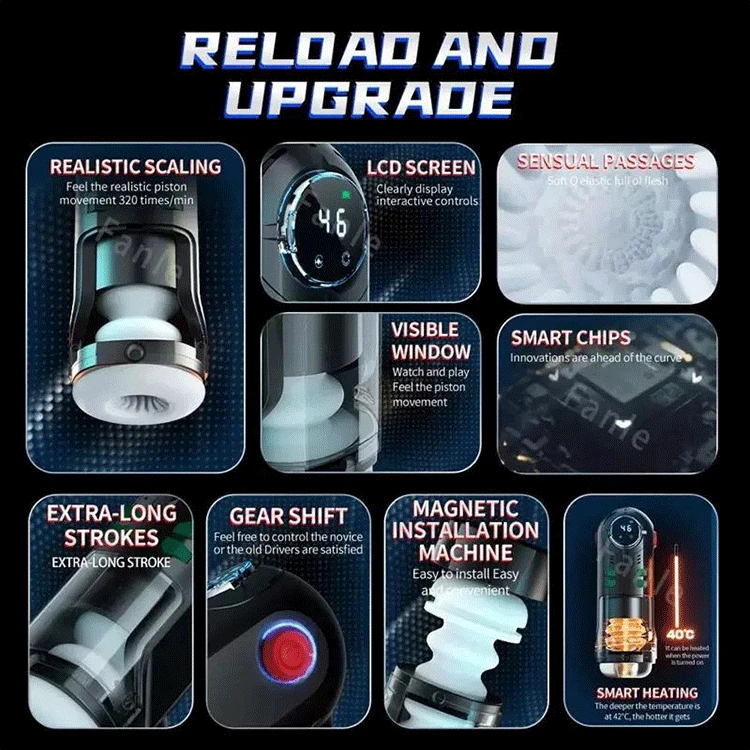 RELOAD AND
UPGRADE
REALISTIC SCALING
Feel the realistic piston
movement 320 times/min
Fanle
LCD SCREEN
Clearly display
interactive controls
46
Fanle
SENSUAL PASSAGES
Soft Q elastic full of flesh
VISIBLE
WINDOW
Watch and play
Feel the piston
movement
SMART CHIPS
Innovations are ahead of the curve
Fanle
EXTRA-LONG
STROKES
EXTRA-LONG STROKE
GEAR SHIFT
Feel free to control the novice
or the old Drivers are satisfied
MAGNETIC
INSTALLATION
MACHINE
Easy to install Easy
and convenient
46
Fanle
40°C
It can be heated
when the power
is turned on
SMART HEATING
The deeper the temperature is
at 42°C, the hotter it gets